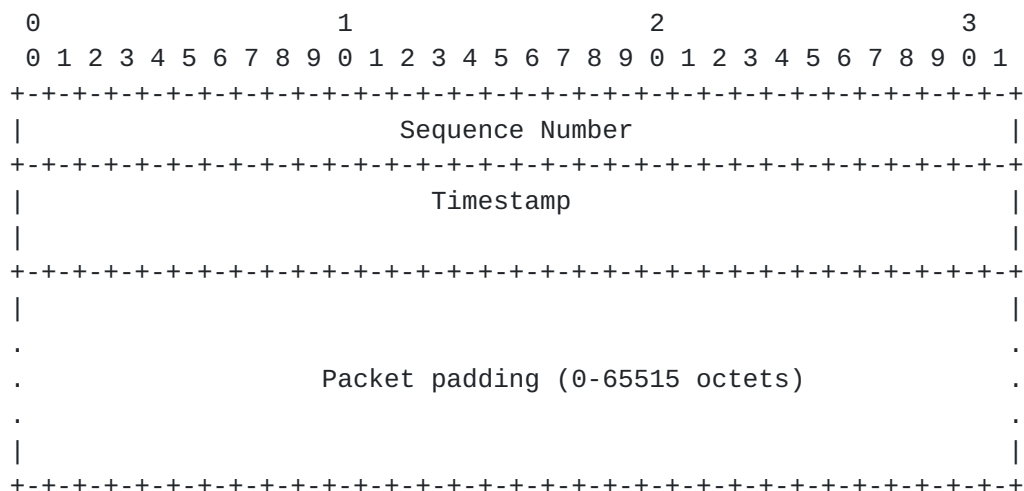 0                   1                   2                   3
0 1 2 3 4 5 6 7 8 9 0 1 2 3 4 5 6 7 8 9 0 1 2 3 4 5 6 7 8 9 0 1
+-+-+-+-+-+-+-+-+-+-+-+-+-+-+-+-+-+-+-+-+-+-+-+-+-+-+-+-+-+-+-+-+
|                        Sequence Number                        |
+-+-+-+-+-+-+-+-+-+-+-+-+-+-+-+-+-+-+-+-+-+-+-+-+-+-+-+-+-+-+-+-+
|                          Timestamp                            |
|                                                               |
+-+-+-+-+-+-+-+-+-+-+-+-+-+-+-+-+-+-+-+-+-+-+-+-+-+-+-+-+-+-+-+-+
|                                                               |
.                                                               .
.                   Packet padding (0-65515 octets)             .
.                                                               .
|                                                               |
+-+-+-+-+-+-+-+-+-+-+-+-+-+-+-+-+-+-+-+-+-+-+-+-+-+-+-+-+-+-+-+-+